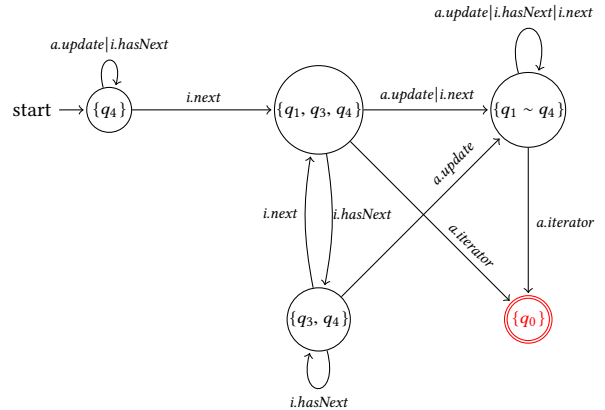 a.update|i.hasNext|i.next
a.update|i.hasNext
start
{q₄}
i.next
{q₁, q₃, q₄}
a.update|i.next
{q₁ ~ q₄}
a.update
i.next
i.hasNext
a.iterator
a.iterator
{q₃, q₄}
{q₀}
i.hasNext